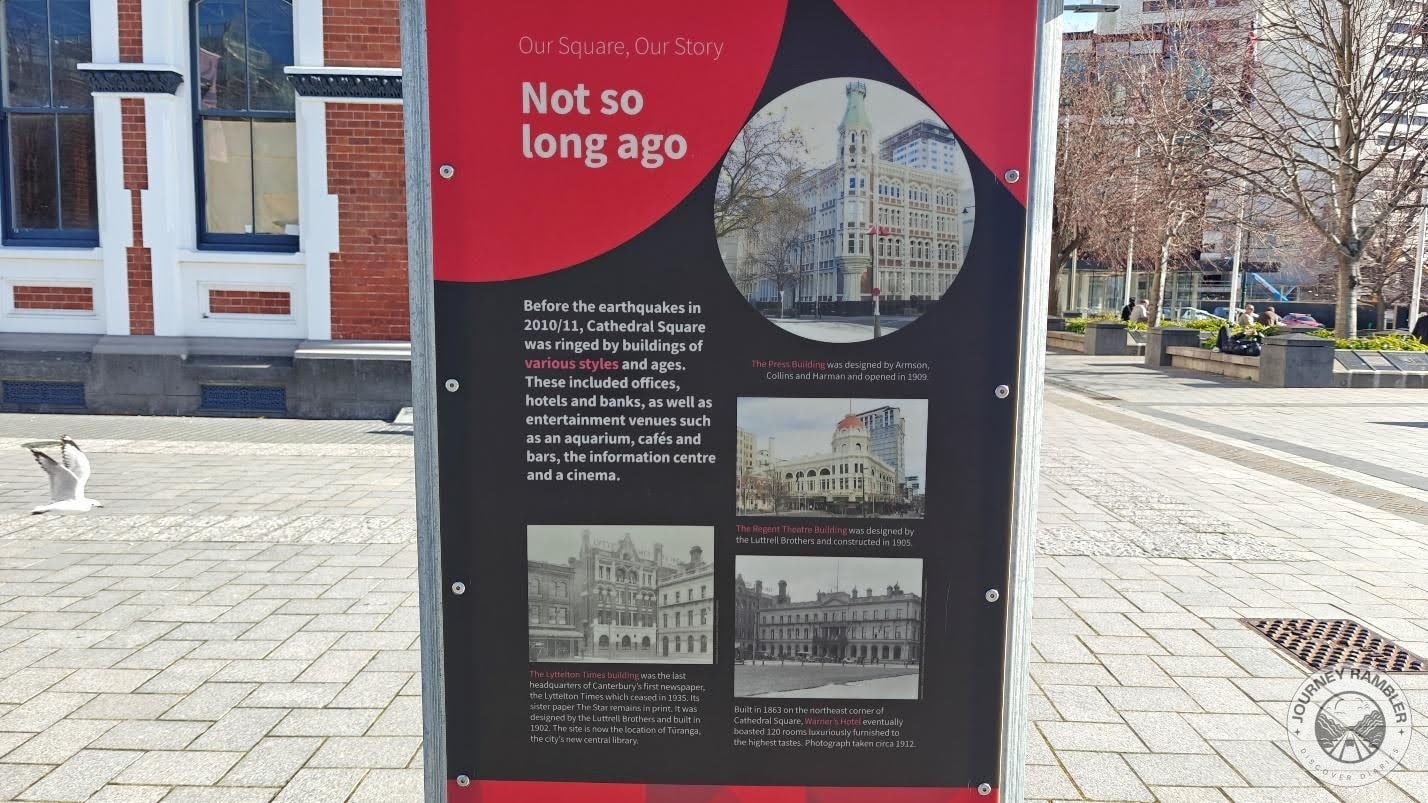 Our Square, Our Story
Not so
long ago
Before the earthquakes in
2010/11, Cathedral Square
was ringed by buildings of
various styles and ages.
These included offices,
hotels and banks, as well as
entertainment venues such
as an aquarium, cafés and
bars, the information centre
and a cinema.
The Press Building was designed by Armson,
Collins and Harman and opened in 1909.
The Regent Theatre Building was designed by
the Luttrell Brothers and constructed in 1905.
The Lyttelton Times building was the last
headquarters of Canterbury's first newspaper,
the Lyttelton Times which ceased in 1935. Its
sister paper The Star remains in print. It was
designed by the Luttrell Brothers and built in
1902. The site is now the location of Tūranga,
the city's new central library.
Built in 1863 on the northeast corner of
Cathedral Square, Warner's Hotel eventually
boasted 120 rooms luxuriously furnished to
the highest tastes. Photograph taken circa 1912.
JOURNEY RAMBLER
DISCOVER DIARIES